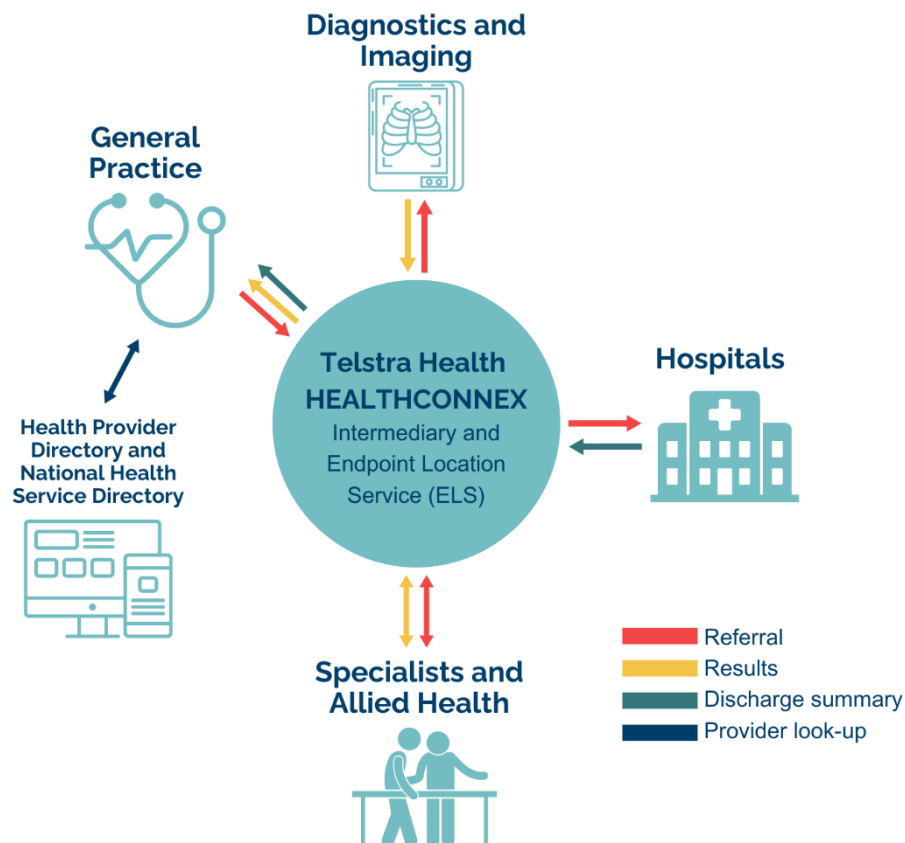 Diagnostics and
Imaging
General
Practice
Telstra Health
HEALTHCONNEX
Intermediary and
Endpoint Location
Service (ELS)
Hospitals
Health Provider
Directory and
National Health
Service Directory
Specialists and
Allied Health
Referral
Results
Discharge summary
Provider look-up